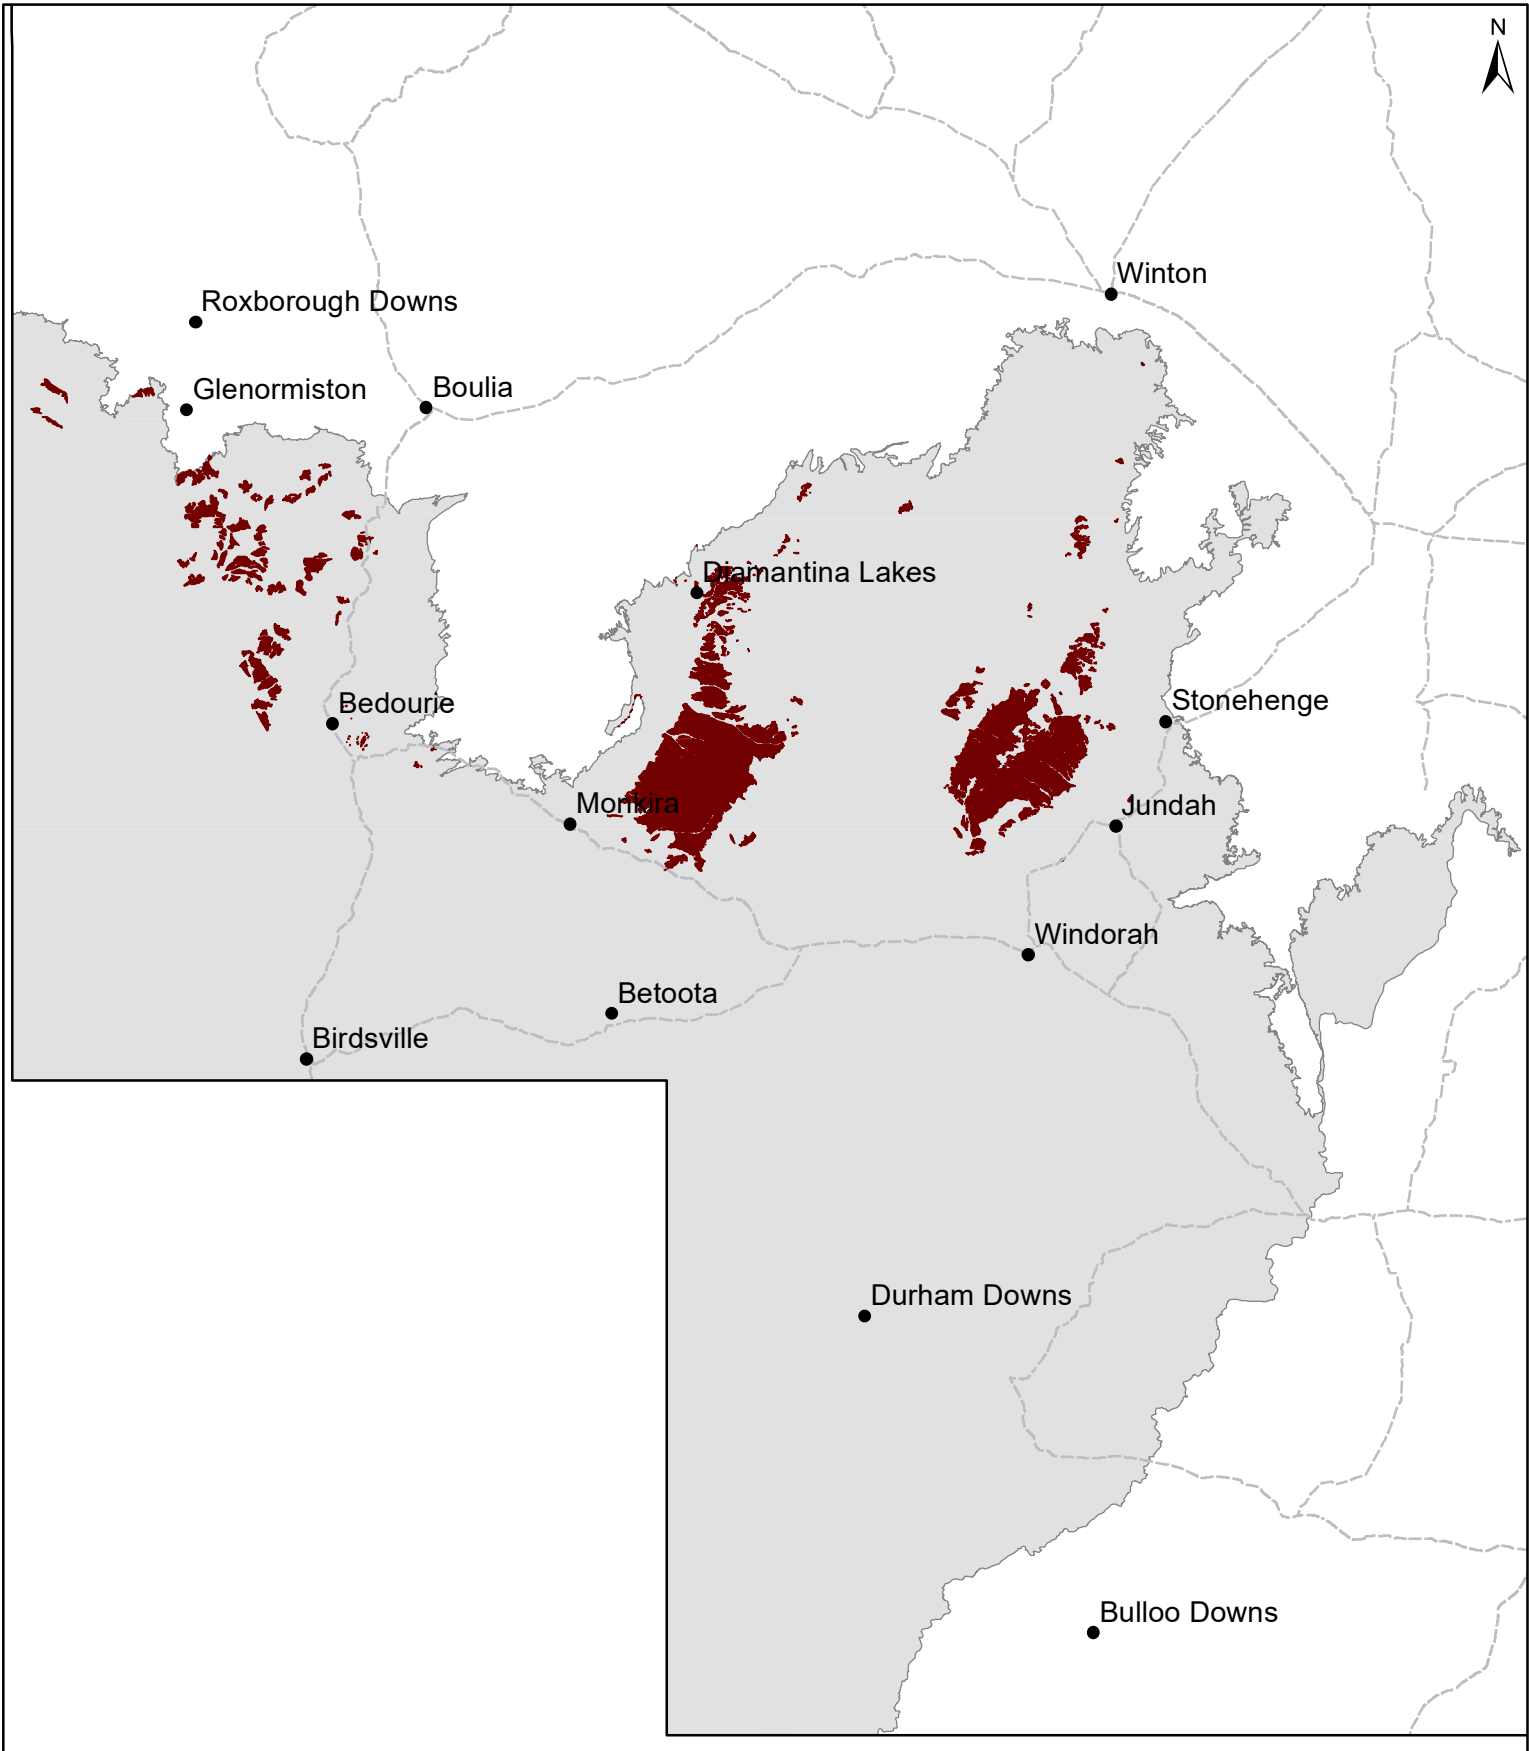 N
Winton
Roxborough Downs
Glenormiston
Boulia
Diamantina Lakes
Bedourie
Stonehenge
Monkira
Jundah
Windorah
Betoota
Birdsville
Durham Downs
Bulloo Downs